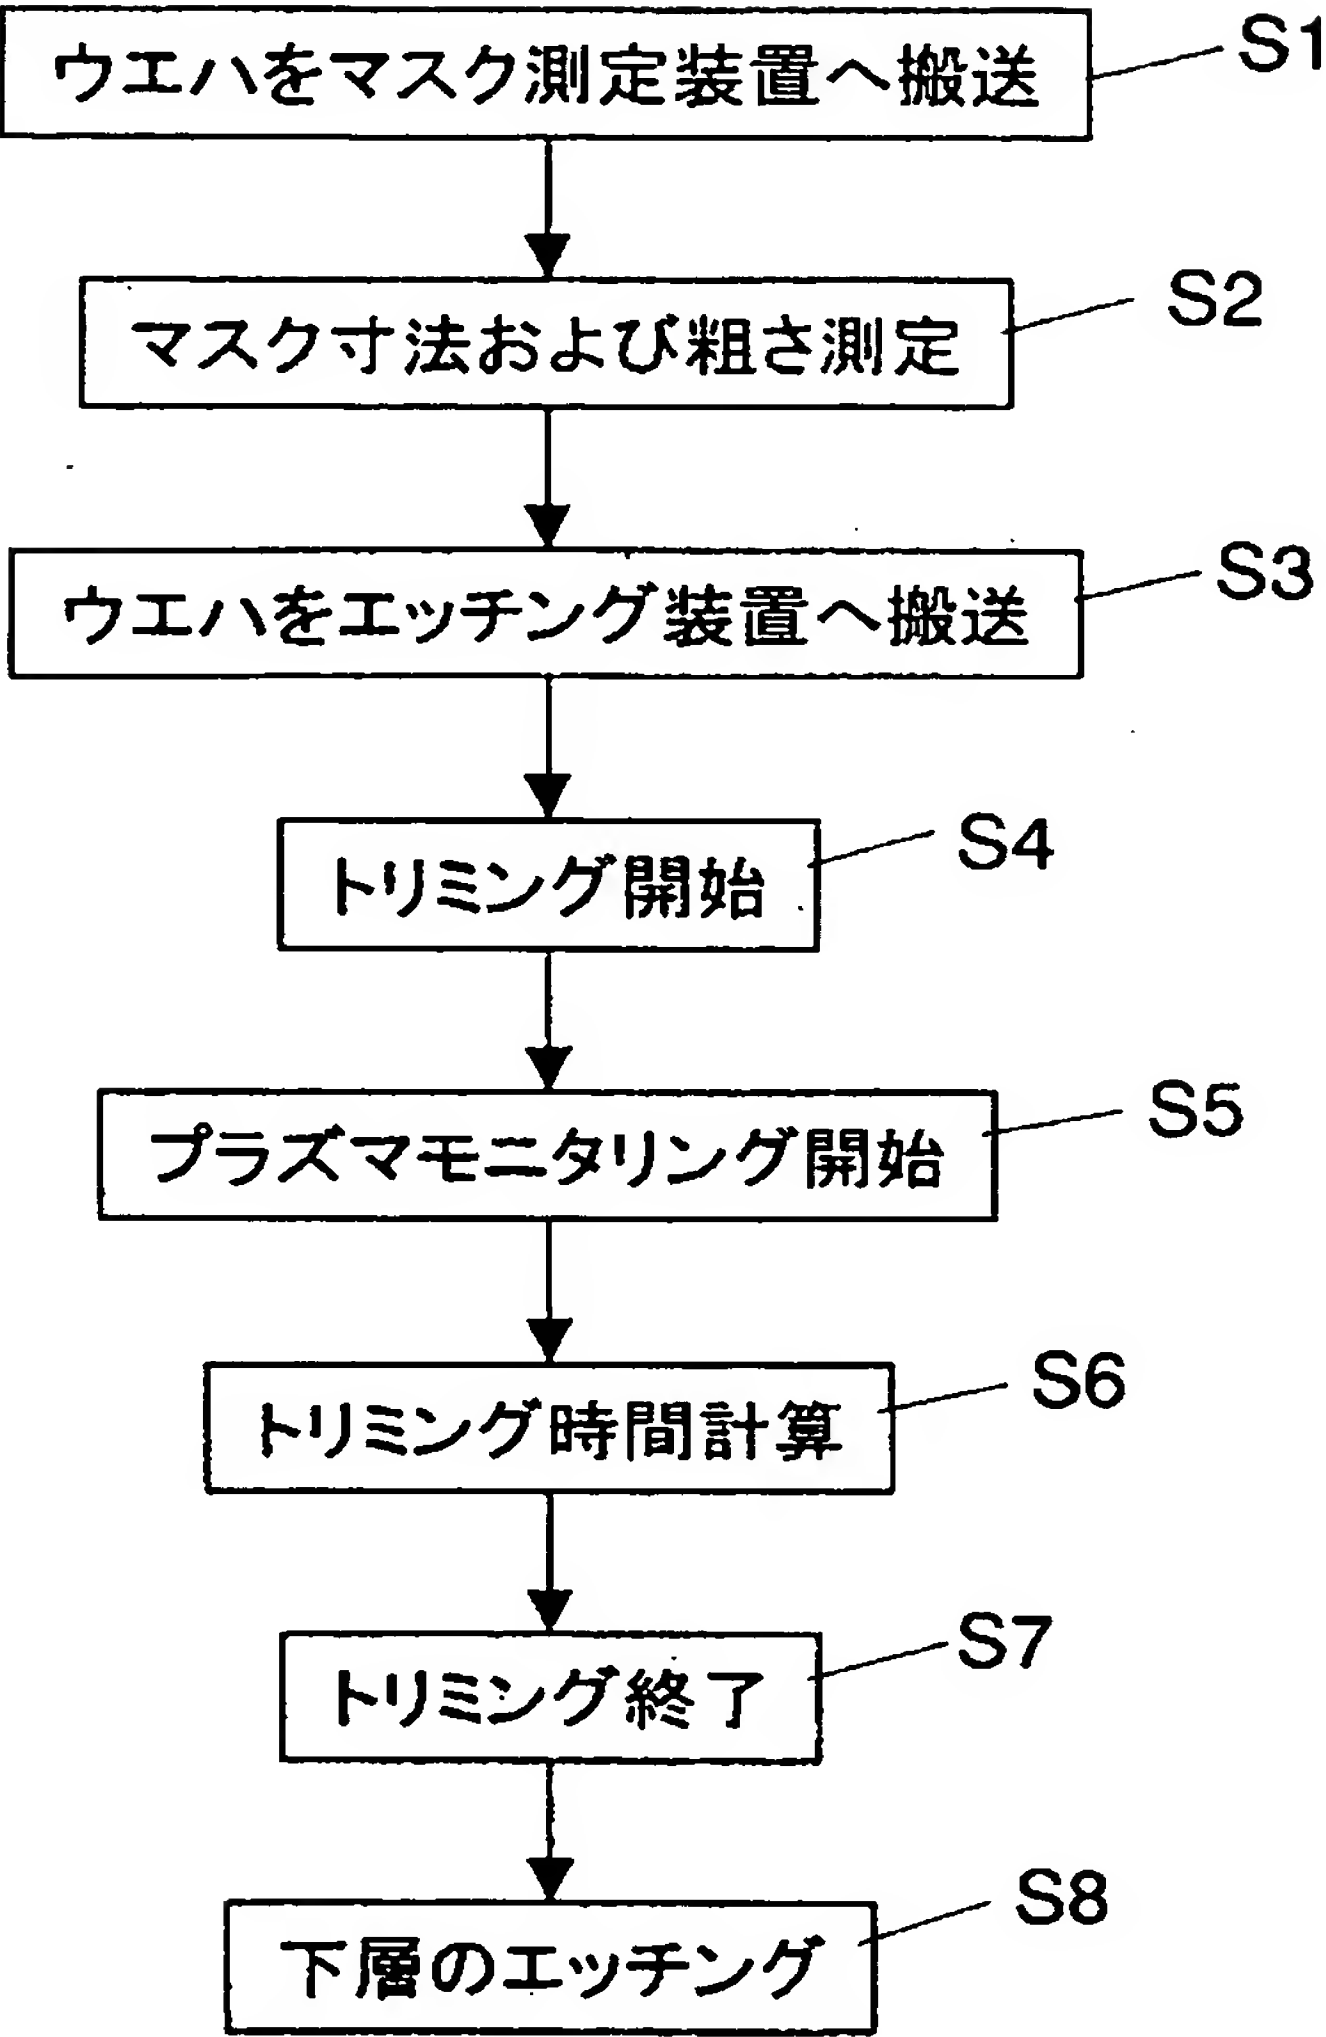 ウエハをマスク測定装置へ搬送 S1
マスク寸法および粗さ測定 S2
ウエハをエッチング装置へ搬送 S3
トリミング開始 S4
プラズマモニタリング開始 S5
トリミング時間計算 S6
トリミング終了 S7
下層のエッチング S8